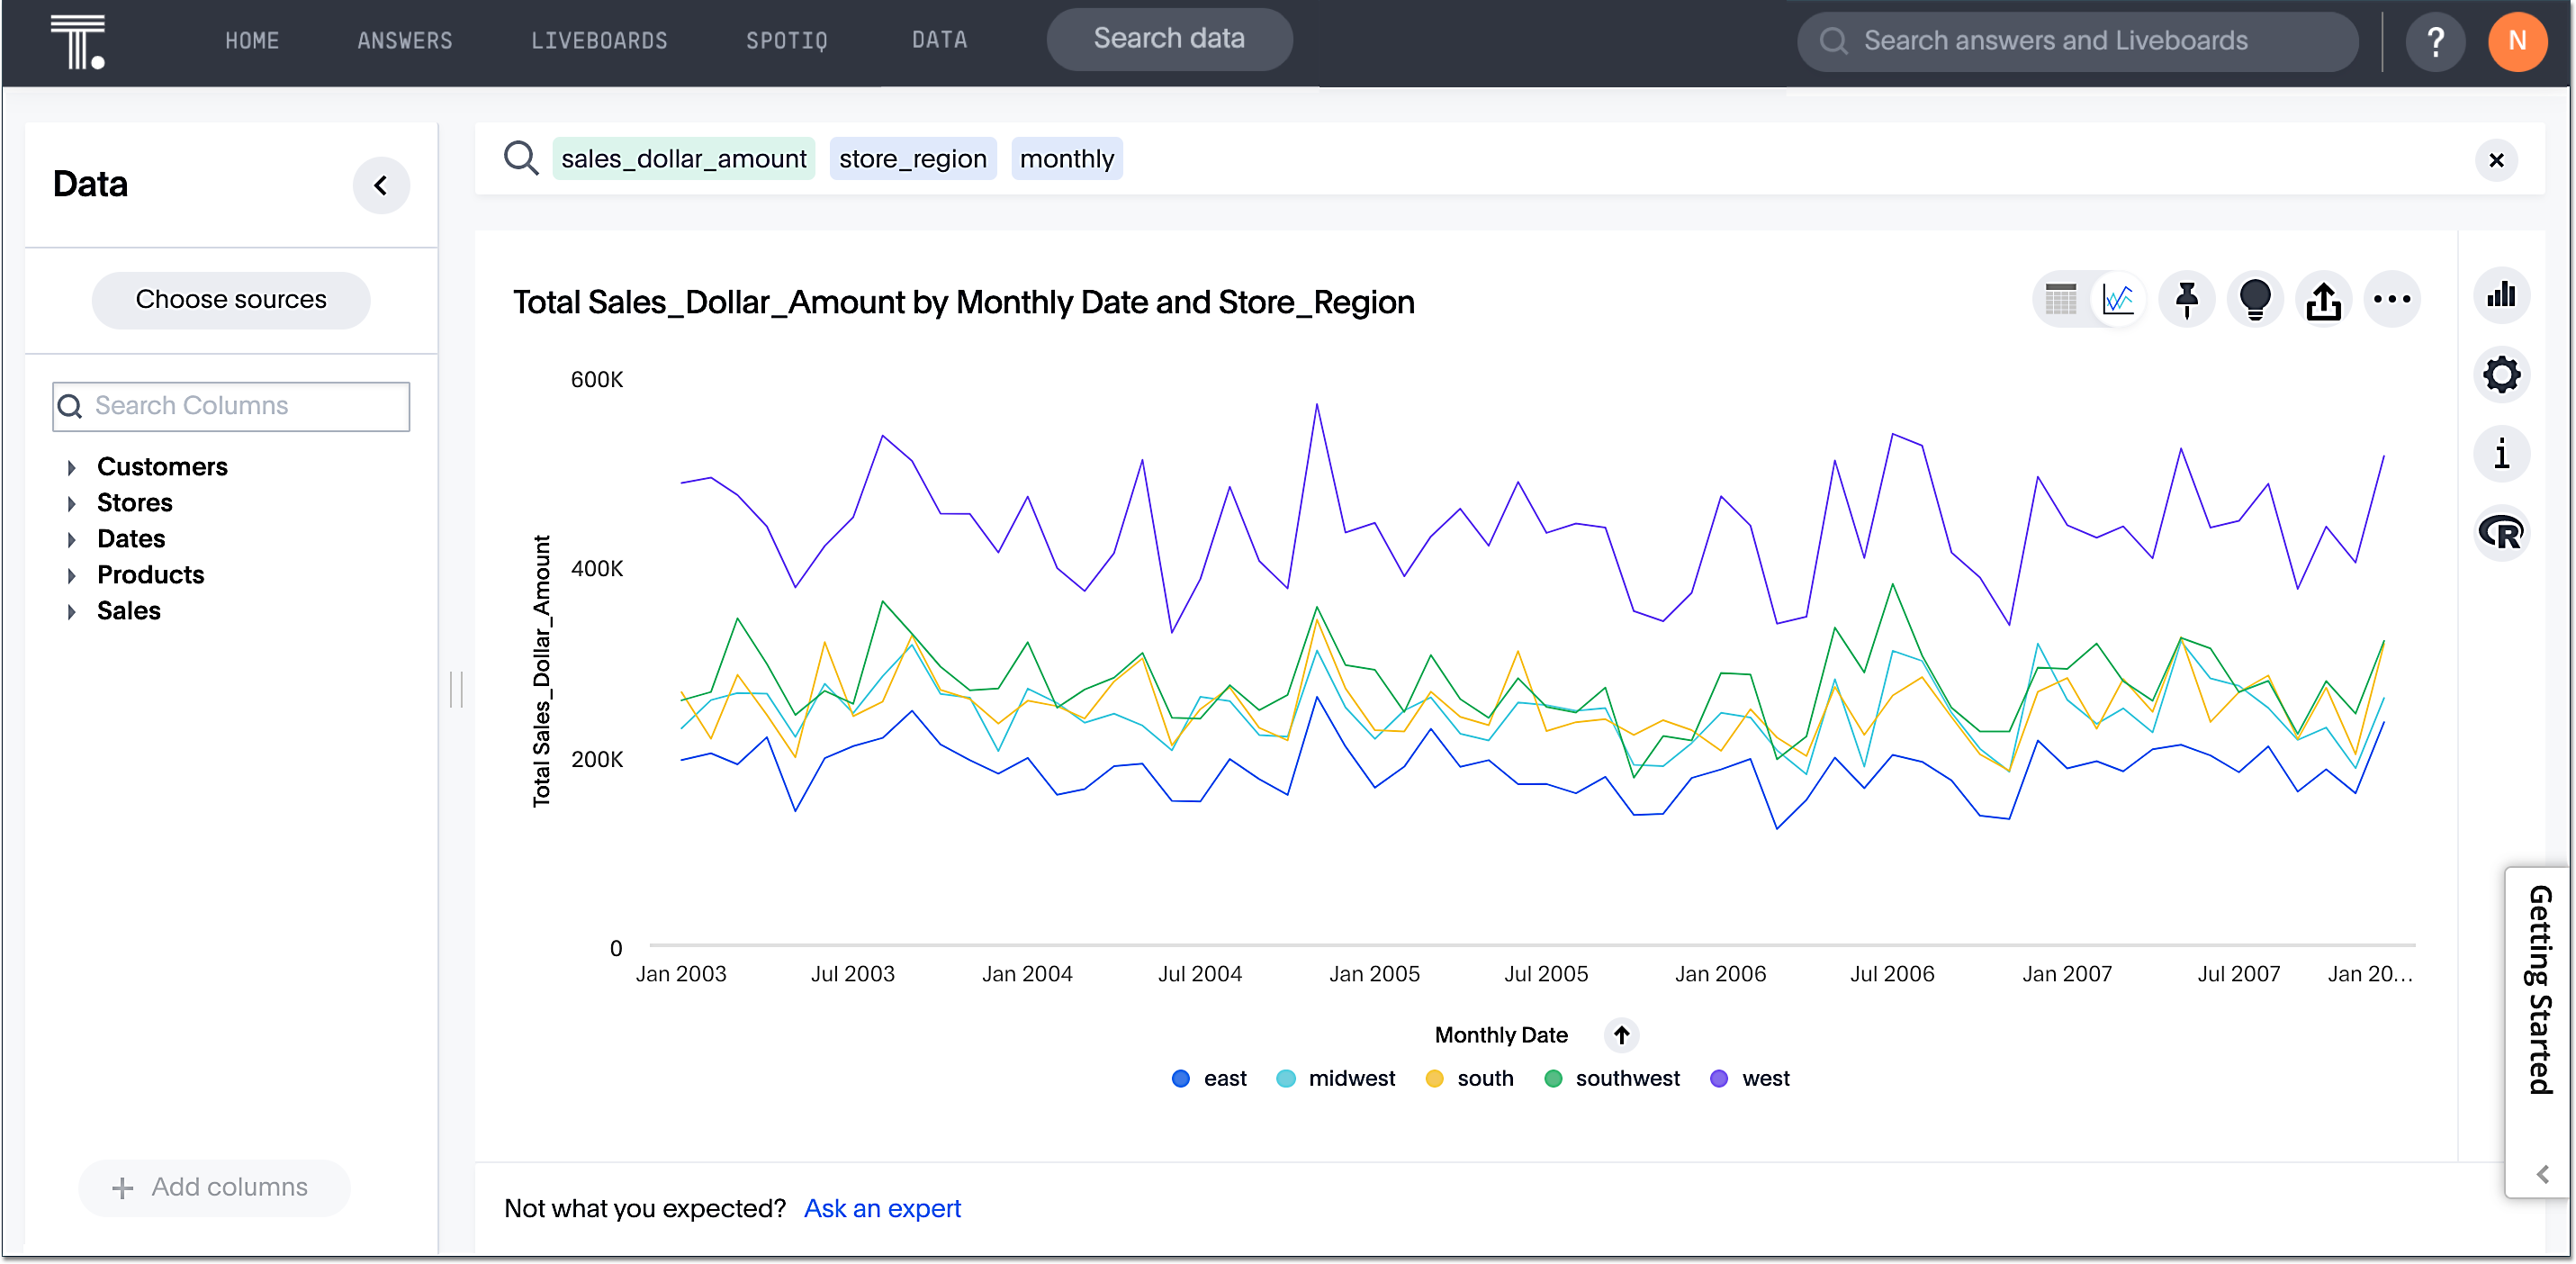 HOME ANSWERS LIVEBOARDS SPOTIQ DATA Search data Search answers and Liveboards ? N
Data
Choose sources
Search Columns
Customers
Stores
Dates
Products
Sales
+ Add columns
sales_dollar_amount store_region monthly
Total Sales_Dollar_Amount by Monthly Date and Store_Region
Total Sales_Dollar_Amount
600K
400K
200K
0
Jan 2003 Jul 2003 Jan 2004 Jul 2004 Jan 2005 Jul 2005 Jan 2006 Jul 2006 Jan 2007 Jul 2007 Jan 20...
Monthly Date
east midwest south southwest west
Not what you expected? Ask an expert
i
R
Getting Started